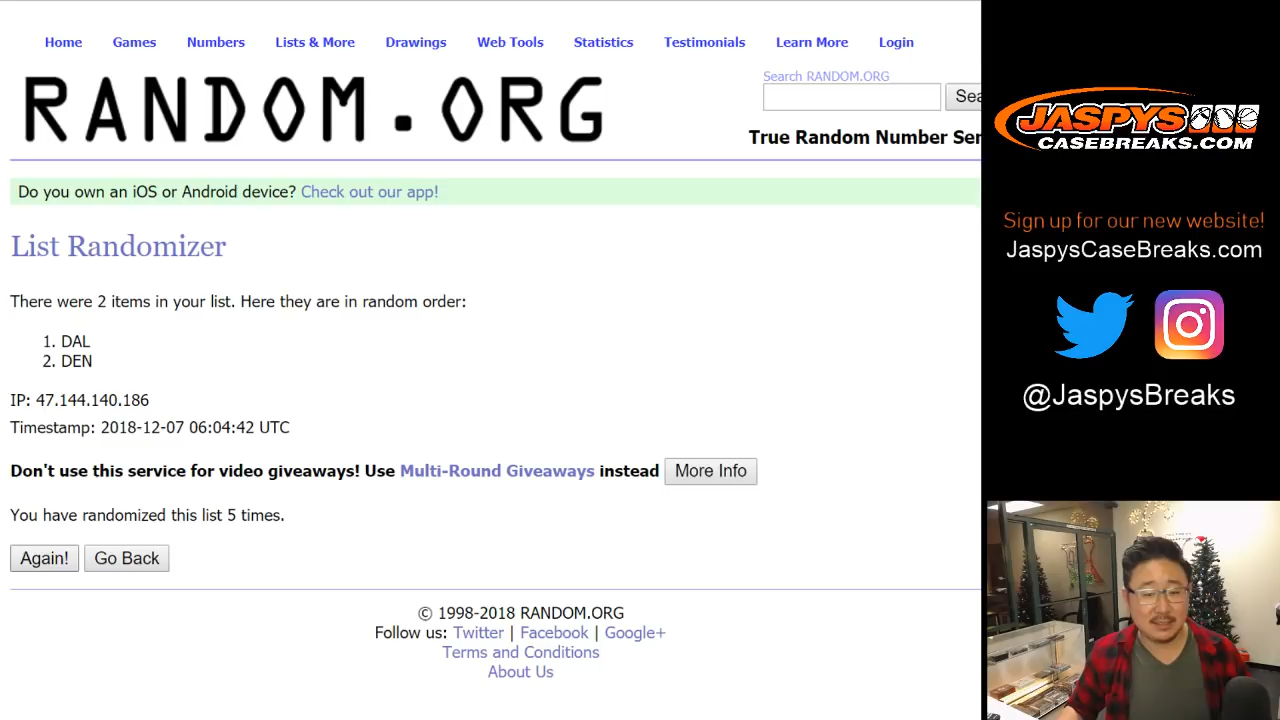 Home Games Numbers Lists & More Drawings Web Tools Statistics Testimonials Learn More Login
RANDOM.ORG
Search RANDOM.ORG
Sea
True Random Number Ser
Do you own an iOS or Android device? Check out our app!
List Randomizer
There were 2 items in your list. Here they are in random order:
1. DAL
2. DEN
IP: 47.144.140.186
Timestamp: 2018-12-07 06:04:42 UTC
Don't use this service for video giveaways! Use Multi-Round Giveaways instead More Info
You have randomized this list 5 times.
Again! Go Back
© 1998-2018 RANDOM.ORG
Follow us: Twitter | Facebook | Google+
Terms and Conditions
About Us
JASPYS
CASEBREAKS.COM
Sign up for our new website!
JaspysCaseBreaks.com
@JaspysBreaks